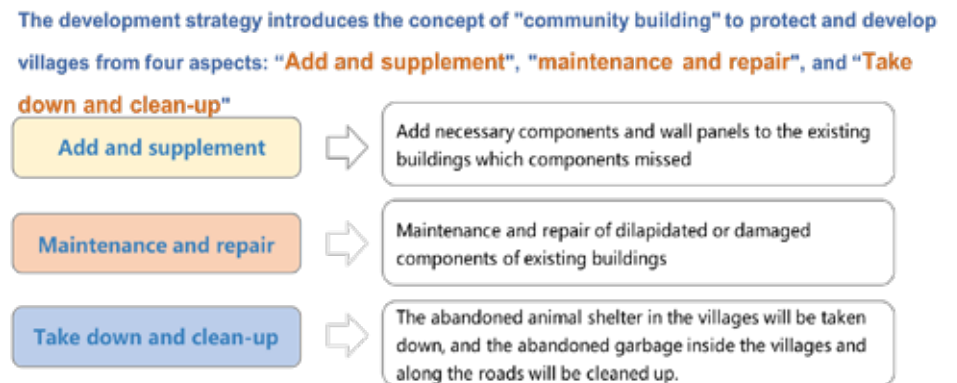 The development strategy introduces the concept of "community building" to protect and develop
villages from four aspects: "Add and supplement", "maintenance and repair", and "Take
down and clean-up"
Add and supplement
Add necessary components and wall panels to the existing
buildings which components missed
Maintenance and repair
Maintenance and repair of dilapidated or damaged
components of existing buildings
Take down and clean-up
The abandoned animal shelter in the villages will be taken
down, and the abandoned garbage inside the villages and
along the roads will be cleaned up.